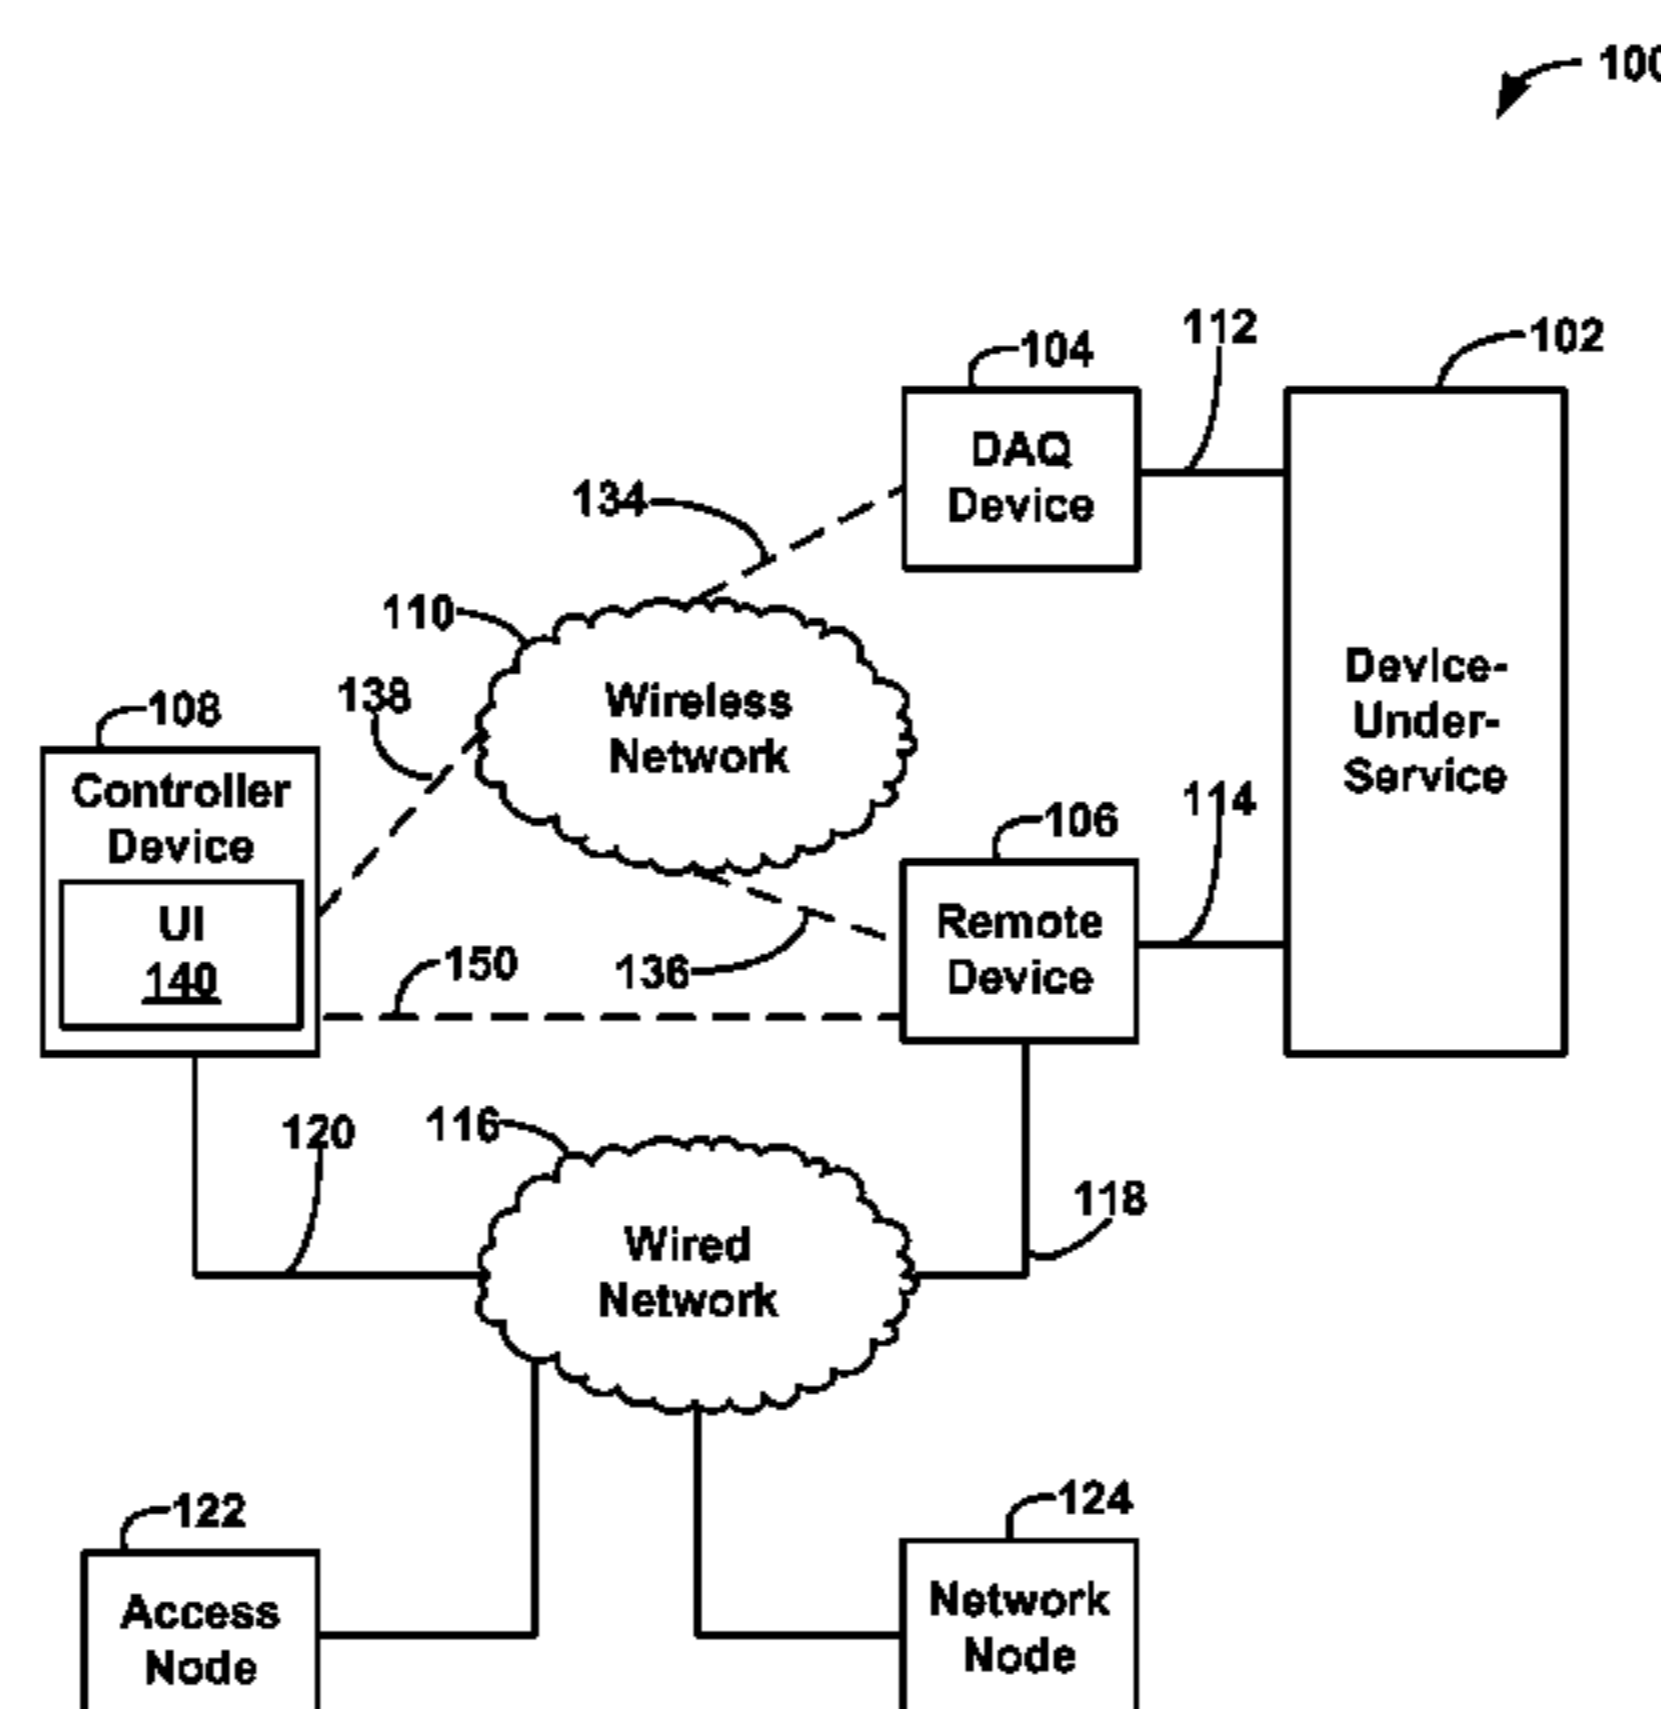 100
112
102
104
DAQ
Device
134
110
Wireless
Network
138
108
Controller
Device
UI
140
Device-
Under-
Service
114
106
Remote
Device
150
136
120
116
118
Wired
Network
122
124
Access
Node
Network
Node